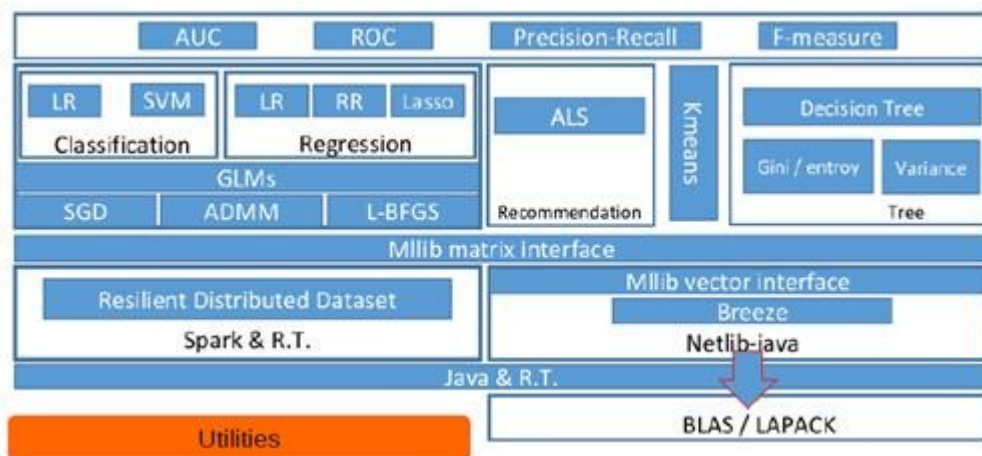 AUC ROC Precision-Recall F-measure
LR SVM
Classification
LR RR Lasso
Regression
GLMs
SGD ADMM L-BFGS
ALS
Recommendation
Kmeans
Decision Tree
Gini / entroy Variance
Tree
Mllib matrix interface
Resilient Distributed Dataset
Spark & R.T.
Mllib vector interface
Breeze
Netlib-java
Java & R.T.
BLAS / LAPACK
Utilities